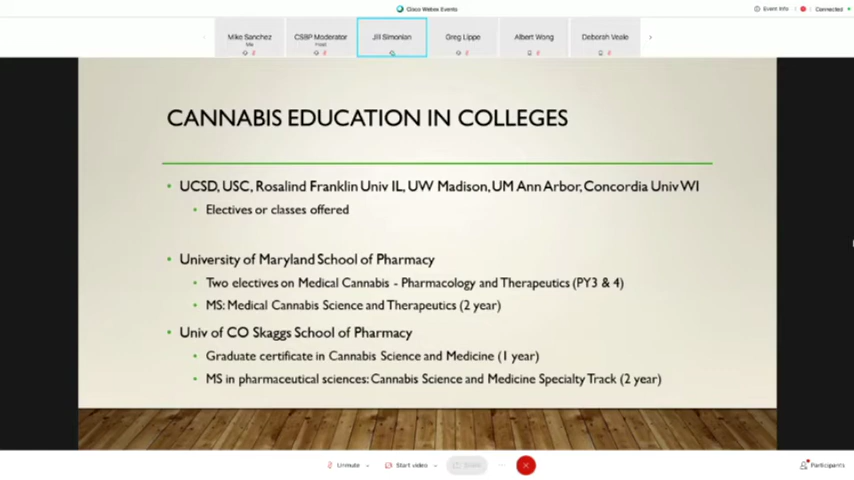 Cisco Webex Events
Event Info
Connected
Mike Sanchez
Me
CSBP Moderator
Host
Jill Simonian
Greg Lippe
Albert Wong
Deborah Veale
CANNABIS EDUCATION IN COLLEGES
UCSD, USC, Rosalind Franklin Univ IL, UW Madison, UM Ann Arbor, Concordia Univ WI
Electives or classes offered
University of Maryland School of Pharmacy
Two electives on Medical Cannabis - Pharmacology and Therapeutics (PY3 & 4)
MS: Medical Cannabis Science and Therapeutics (2 year)
Univ of CO Skaggs School of Pharmacy
Graduate certificate in Cannabis Science and Medicine (1 year)
MS in pharmaceutical sciences: Cannabis Science and Medicine Specialty Track (2 year)
Unmute
Start video
Share
Participants